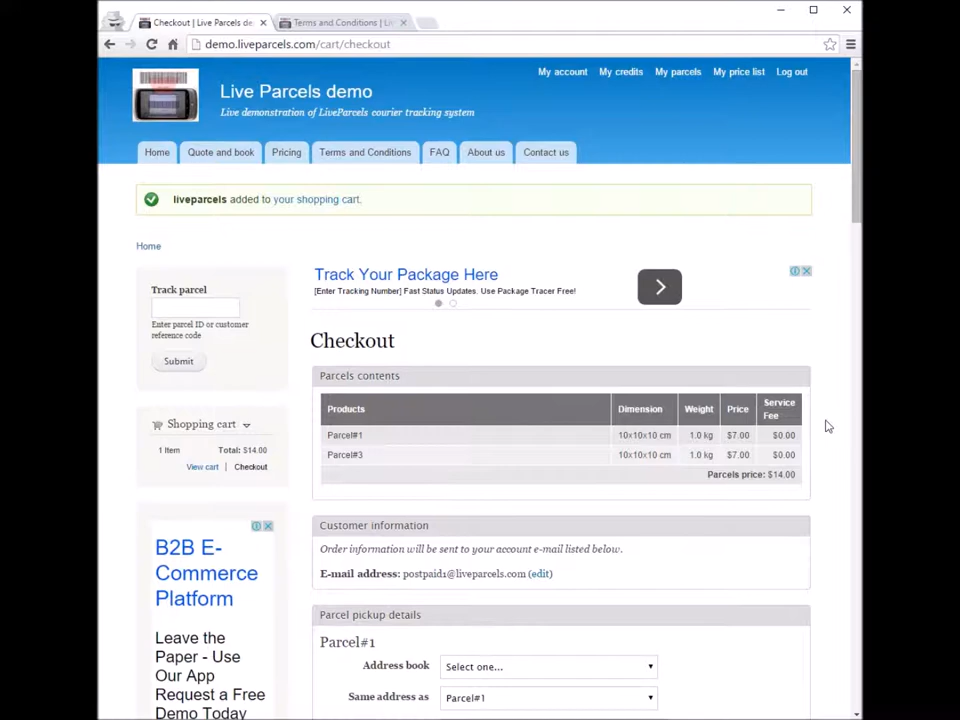 Checkout | Live Parcels de
Terms and Conditions | Li
demo.liveparcels.com/cart/checkout
My account My credits My parcels My price list Log out
Live Parcels demo
Live demonstration of LiveParcels courier tracking system
Home Quote and book Pricing Terms and Conditions FAQ About us Contact us
liveparcels added to your shopping cart.
Home
Track parcel
Enter parcel ID or customer
reference code
Submit
Shopping cart
1 Item Total: $14.00
View cart | Checkout
B2B E-
Commerce
Platform
Leave the
Paper - Use
Our App
Request a Free
Demo Today
Track Your Package Here
[Enter Tracking Number] Fast Status Updates. Use Package Tracer Free!
Checkout
Parcels contents
Products Dimension Weight Price Service Fee
Parcel#1 10x10x10 cm 1.0 kg $7.00 $0.00
Parcel#3 10x10x10 cm 1.0 kg $7.00 $0.00
Parcels price: $14.00
Customer information
Order information will be sent to your account e-mail listed below.
E-mail address: postpaid1@liveparcels.com (edit)
Parcel pickup details
Parcel#1
Address book Select one...
Same address as Parcel#1